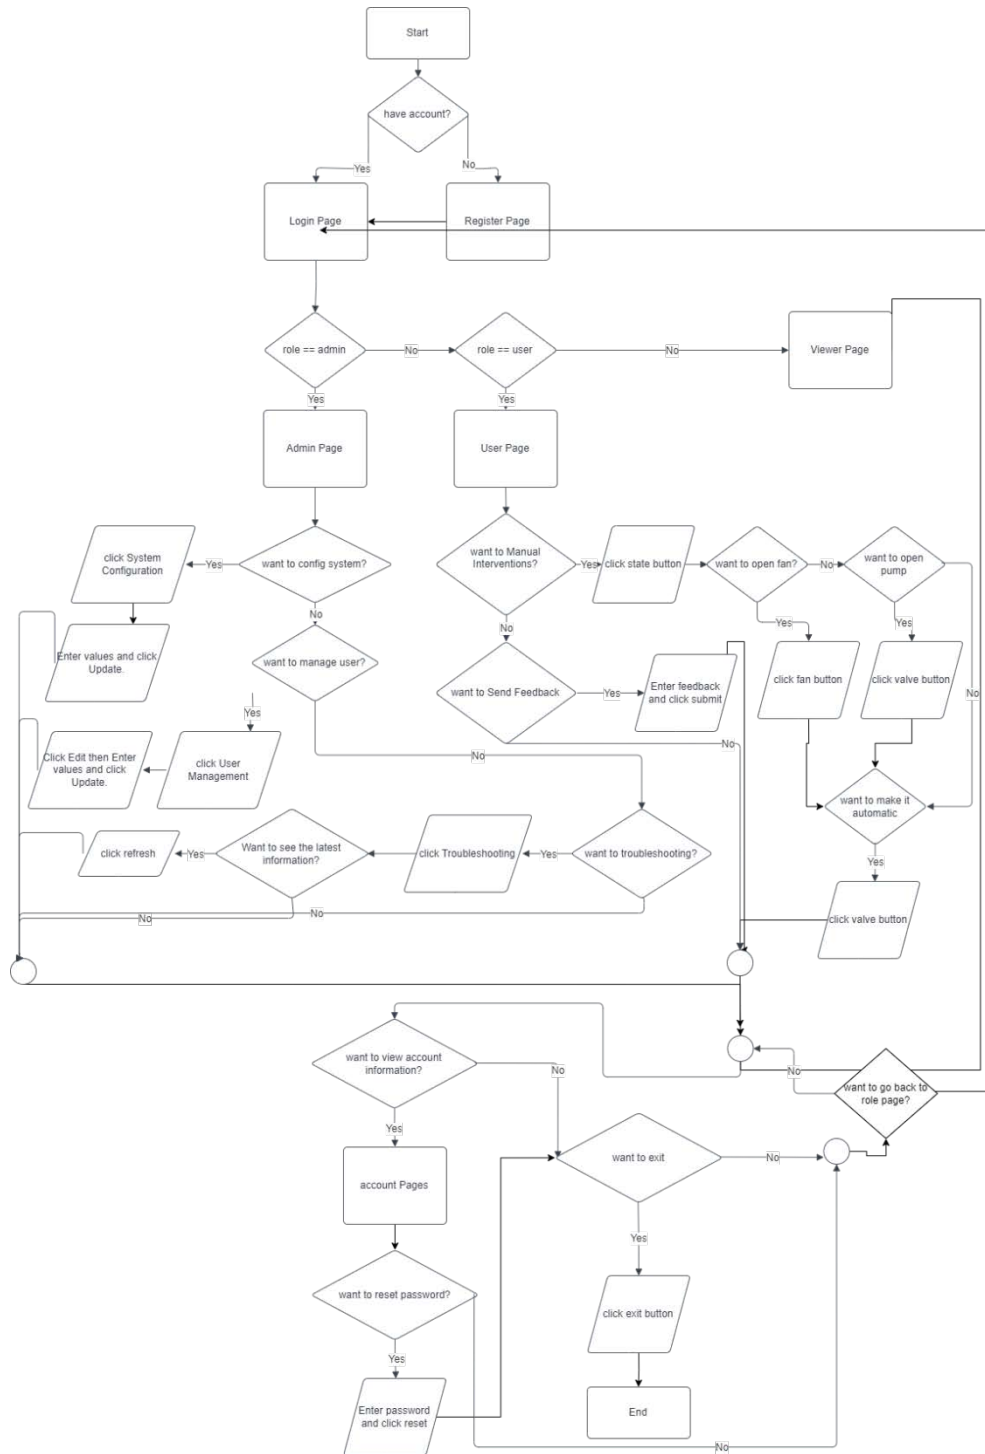 Start
have account?
Yes
No
Login Page
Register Page
role == admin
No
role == user
No
Viewer Page
Yes
Yes
Admin Page
User Page
click System
Configuration
Yes
want to config system?
want to Manual
Interventions?
Yes
click state button
want to open fan?
No
want to open
pump
No
No
Yes
Yes
Enter values and click
Update.
want to manage user?
want to Send Feedback
Yes
Enter feedback
and click submit
click fan button
click valve button
No
Yes
No
No
Click Edit then Enter
values and click
Update.
click User
Management
want to make it
automatic
click refresh
Yes
Want to see the latest
information?
click Troubleshooting
Yes
want to troubleshooting?
Yes
No
No
click valve button
want to view account
information?
No
No
want to go back to
role page?
Yes
account Pages
want to exit
No
Yes
want to reset password?
click exit button
Yes
Enter password
and click reset
End
No